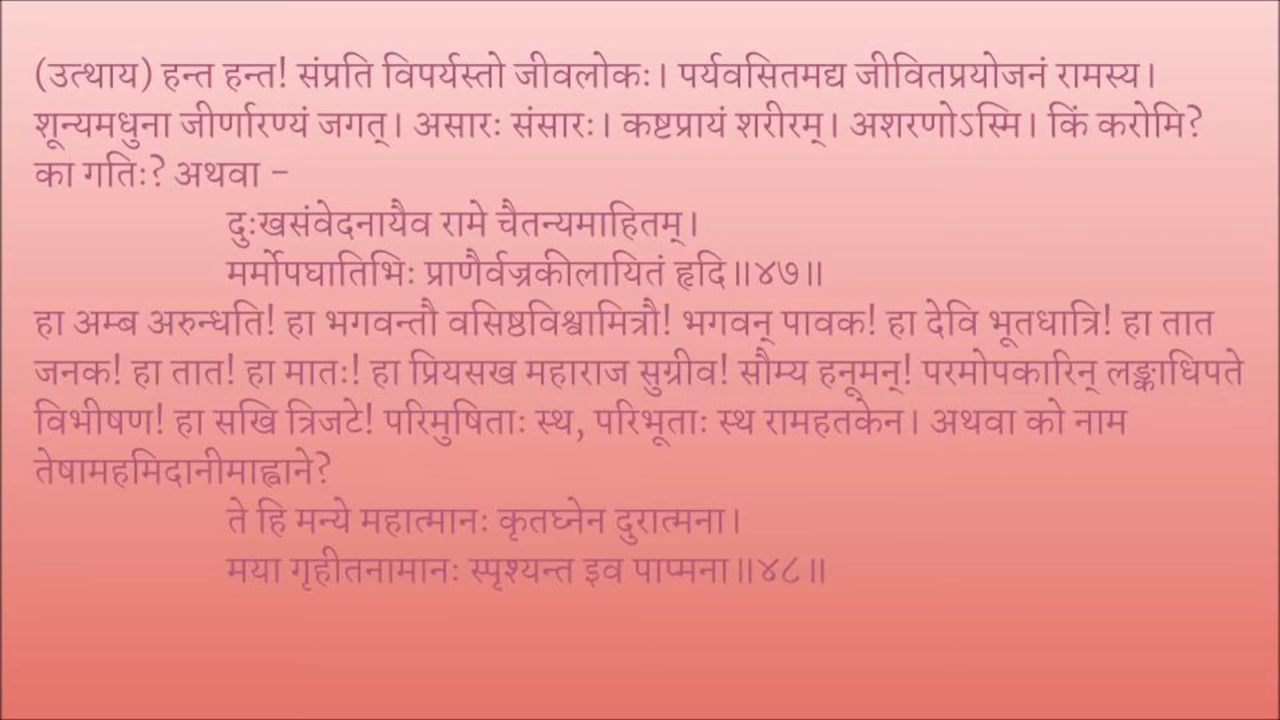 (उत्थाय) हन्त हन्त! संप्रति विपर्यस्तो जीवलोकः। पर्यवसितमद्य जीवितप्रयोजनं रामस्य।
शून्यमधुना जीर्णारण्यं जगत्। असारः संसारः। कष्टप्रायं शरीरम्। अशरणोऽस्मि। किं करोमि?
का गतिः? अथवा –
दुःखसंवेदनायैव रामे चैतन्यमाहितम्।
मर्मोपघातिभिः प्राणैर्वज्रकीलायितं हृदि॥४७॥
हा अम्ब अरुन्धति! हा भगवन्तौ वसिष्ठविश्वामित्रौ! भगवन् पावक! हा देवि भूतधात्रि! हा तात
जनक! हा तात! हा मातः! हा प्रियसख महाराज सुग्रीव! सौम्य हनूमन्! परमोपकारिन् लङ्काधिपते
विभीषण! हा सखि त्रिजटे! परिमुषिताः स्थ, परिभूताः स्थ रामहतकेन। अथवा को नाम
तेषामहमिदानीमाह्वाने?
ते हि मन्ये महात्मानः कृतघ्नेन दुरात्मना।
मया गृहीतनामानः स्पृश्यन्त इव पाप्मना॥४८॥